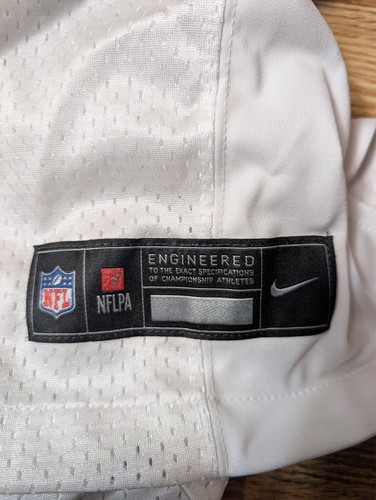 NFL
NFLPA
ENGINEERED
TO THE EXACT SPECIFICATIONS
OF CHAMPIONSHIP ATHLETES